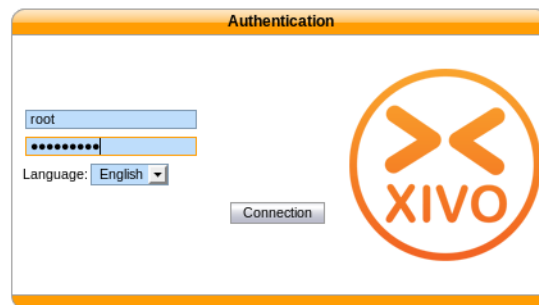 Authentication
root
•••••••••
Language: English
Connection
XIVO